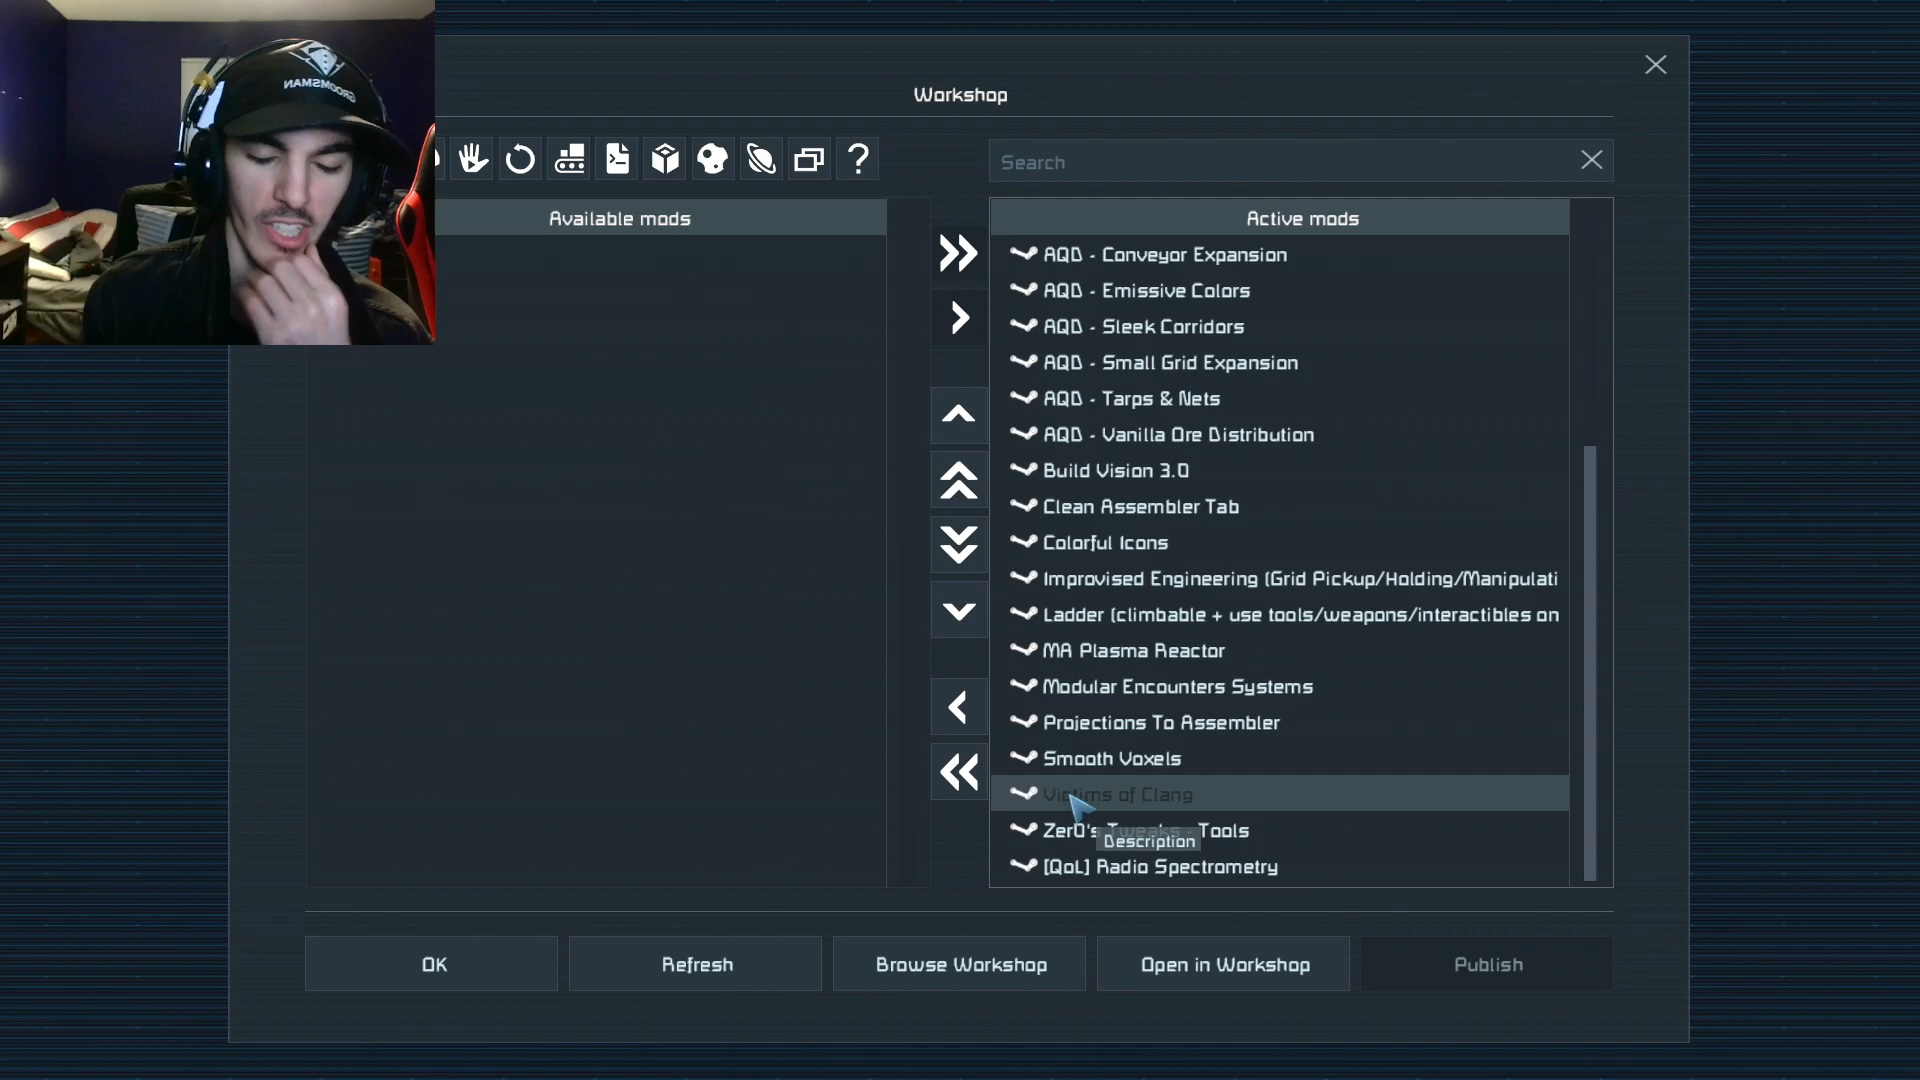 GROOMSMAN
Workshop
Search
Available mods
Active mods
AQD - Conveyor Expansion
AQD - Emissive Colors
AQD - Sleek Corridors
AQD - Small Grid Expansion
AQD - Tarps & Nets
AQD - Vanilla Ore Distribution
Build Vision 3.0
Clean Assembler Tab
Colorful Icons
Improvised Engineering (Grid Pickup/Holding/Manipulati
Ladder (climbable + use tools/weapons/interactibles on
MA Plasma Reactor
Modular Encounters Systems
Projections To Assembler
Smooth Voxels
Victims of Clang
Zer0's Tweaks - Tools
Description
[QoL] Radio Spectrometry
OK
Refresh
Browse Workshop
Open in Workshop
Publish